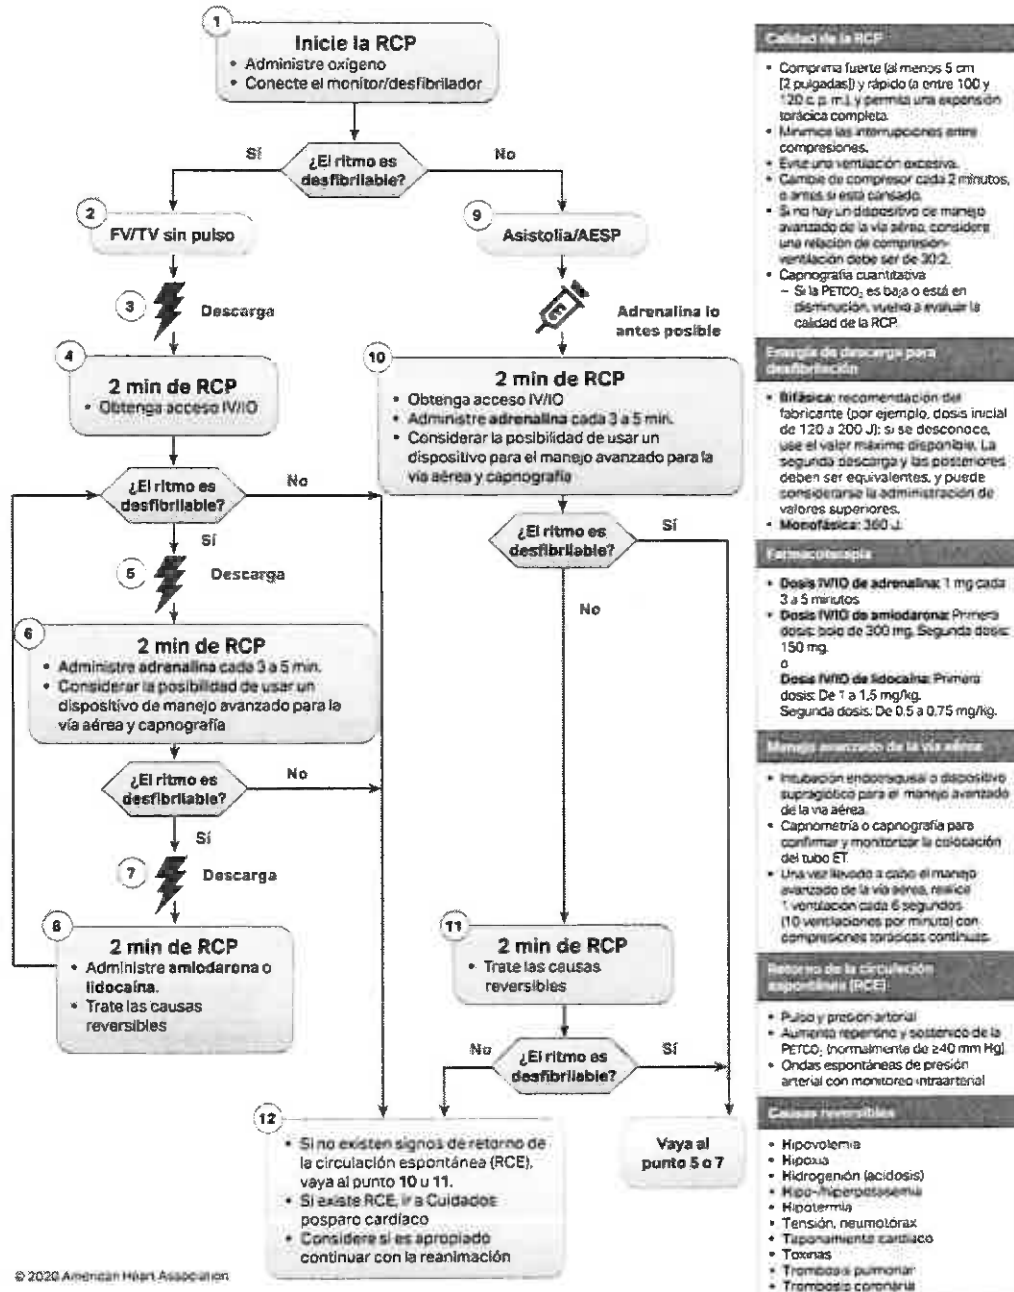 1
Inicie la RCP
• Administre oxígeno
• Conecte el monitor/desfibrilador
¿El ritmo es
desfibrilable?
Sí
No
2
FV/TV sin pulso
3
Descarga
4
2 min de RCP
• Obtenga acceso IV/IO
¿El ritmo es
desfibrilable?
No
Sí
5
Descarga
6
2 min de RCP
• Administre adrenalina cada 3 a 5 min.
• Considerar la posibilidad de usar un
dispositivo de manejo avanzado para la
vía aérea y capnografía
¿El ritmo es
desfibrilable?
No
Sí
7
Descarga
8
2 min de RCP
• Administre amiodarona o
lidocaína.
• Trate las causas
reversibles
9
Asistolia/AESP
Adrenalina lo
antes posible
10
2 min de RCP
• Obtenga acceso IV/IO
• Administre adrenalina cada 3 a 5 min.
• Considerar la posibilidad de usar un
dispositivo para el manejo avanzado para la
vía aérea y capnografía
¿El ritmo es
desfibrilable?
Sí
No
11
2 min de RCP
• Trate las causas
reversibles
¿El ritmo es
desfibrilable?
No
Sí
12
• Si no existen signos de retorno de
la circulación espontánea (RCE),
vaya al punto 10 u 11.
• Si existe RCE, ir a Cuidados
posparo cardíaco
• Considere si es apropiado
continuar con la reanimación
Vaya al
punto 5 o 7
© 2020 American Heart Association
Calidad de la RCP
• Comprima fuerte (al menos 5 cm
[2 pulgadas]) y rápido (a entre 100 y
120 c. p. m.), y permita una expansión
torácica completa.
• Minimice las interrupciones entre
compresiones.
• Evite una ventilación excesiva.
• Cambie de compresor cada 2 minutos,
o antes si está cansado.
• Si no hay un dispositivo de manejo
avanzado de la vía aérea, considere
una relación de compresión-
ventilación debe ser de 30:2.
• Capnografía cuantitativa
– Si la PETCO₂ es baja o está en
disminución, vuelva a evaluar la
calidad de la RCP.
Energía de descarga para
desfibrilación
• Bifásica: recomendación del
fabricante (por ejemplo, dosis inicial
de 120 a 200 J); si se desconoce,
use el valor máximo disponible. La
segunda descarga y las posteriores
deben ser equivalentes, y puede
considerarse la administración de
valores superiores.
• Monofásica: 360 J.
Farmacoterapia
• Dosis IV/IO de adrenalina: 1 mg cada
3 a 5 minutos
• Dosis IV/IO de amiodarona: Primera
dosis: bolo de 300 mg. Segunda dosis:
150 mg.
o
Dosis IV/IO de lidocaína: Primera
dosis: De 1 a 1,5 mg/kg.
Segunda dosis: De 0,5 a 0,75 mg/kg.
Manejo avanzado de la vía aérea
• Intubación endotraqueal o dispositivo
supraglótico para el manejo avanzado
de la vía aérea.
• Capnometría o capnografía para
confirmar y monitorizar la colocación
del tubo ET.
• Una vez llevado a cabo el manejo
avanzado de la vía aérea, realice
1 ventilación cada 6 segundos
(10 ventilaciones por minuto) con
compresiones torácicas continuas.
Retorno de la circulación
espontánea (RCE)
• Pulso y presión arterial
• Aumento repentino y sostenido de la
PETCO₂ (normalmente de ≥40 mm Hg)
• Ondas espontáneas de presión
arterial con monitoreo intraarterial
Causas reversibles
• Hipovolemia
• Hipoxia
• Hidrogenión (acidosis)
• Hipo-/hiperpotasemia
• Hipotermia
• Tensión, neumotórax
• Taponamiento cardíaco
• Toxinas
• Trombosis pulmonar
• Trombosis coronaria